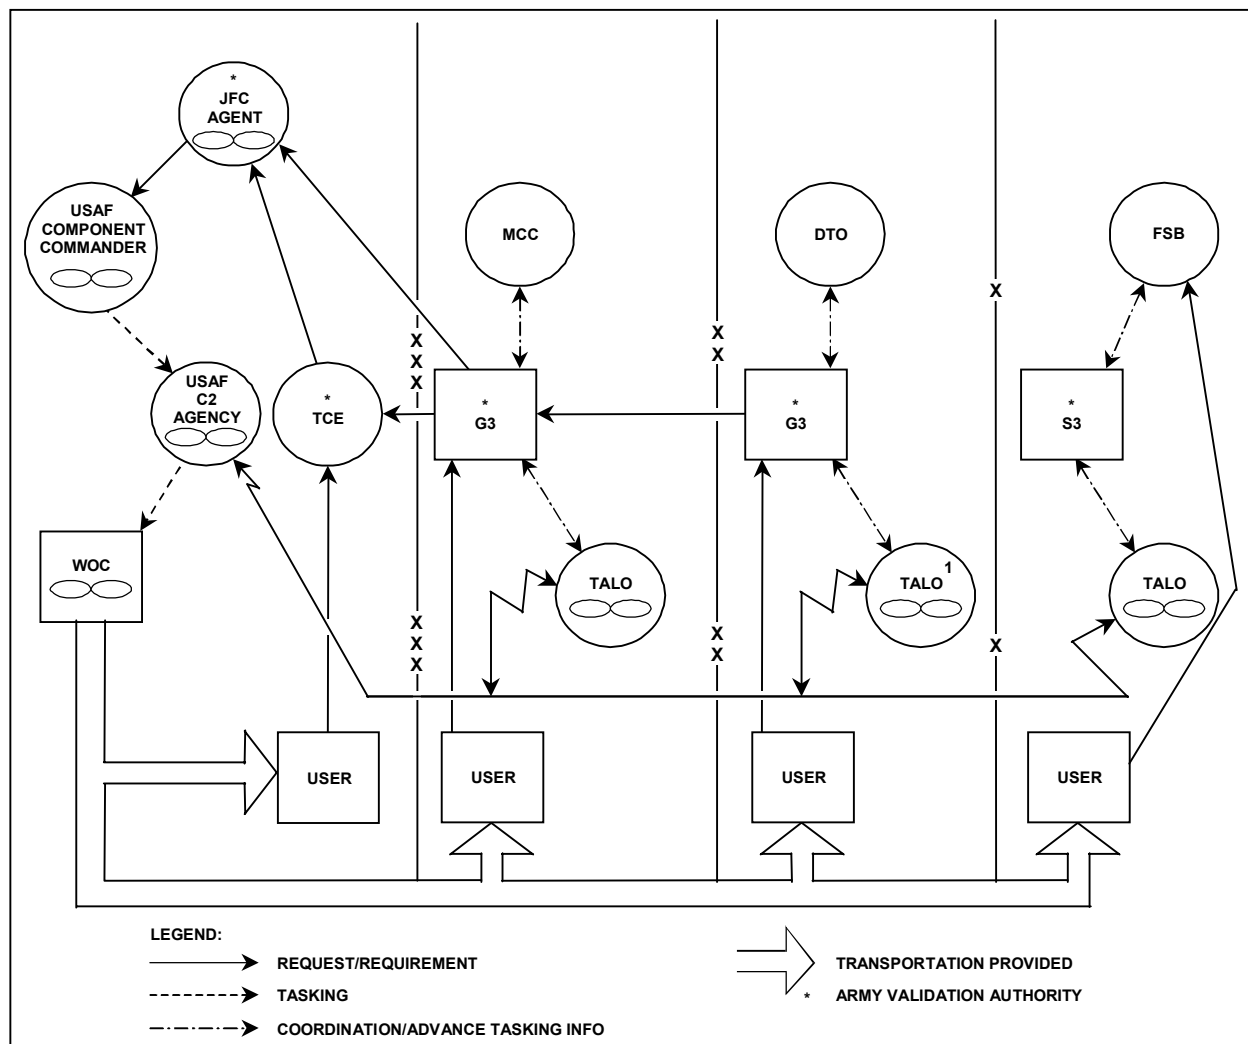 *
JFC
AGENT
USAF
COMPONENT
COMMANDER
MCC
DTO
FSB
X
X
X
X
X
X
USAF
C2
AGENCY
*
TCE
*
G3
*
G3
*
S3
WOC
TALO
TALO 1
TALO
X
X
X
X
X
X
USER
USER
USER
USER
LEGEND:
REQUEST/REQUIREMENT
TASKING
COORDINATION/ADVANCE TASKING INFO
TRANSPORTATION PROVIDED
* ARMY VALIDATION AUTHORITY